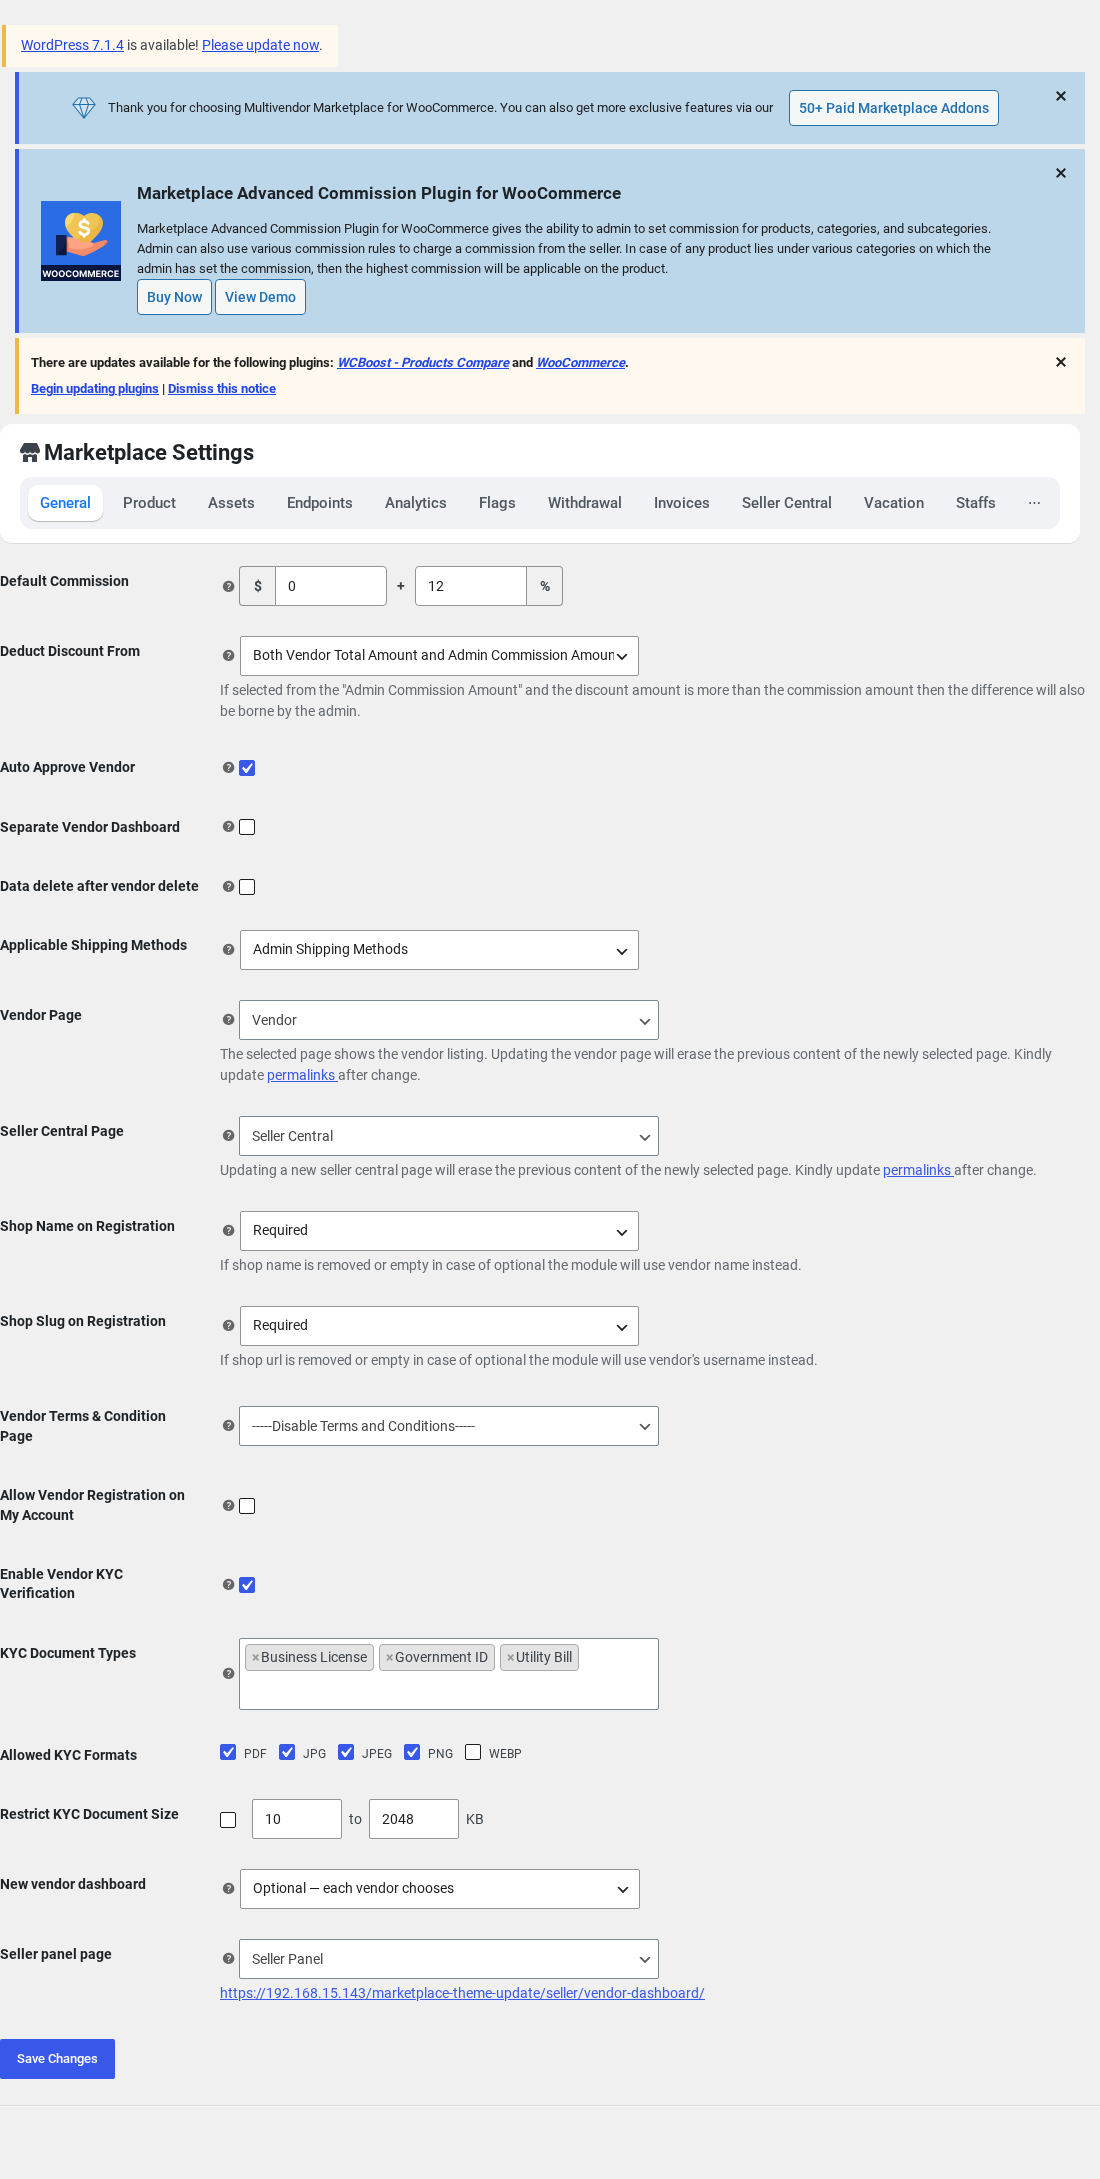 WordPress 7.1.4 is available! Please update now.
Thank you for choosing Multivendor Marketplace for WooCommerce. You can also get more exclusive features via our 50+ Paid Marketplace Addons
Marketplace Advanced Commission Plugin for WooCommerce
Marketplace Advanced Commission Plugin for WooCommerce gives the ability to admin to set commission for products, categories, and subcategories.
Admin can also use various commission rules to charge a commission from the seller. In case of any product lies under various categories on which the
admin has set the commission, then the highest commission will be applicable on the product.
WOOCOMMERCE
Buy Now View Demo
There are updates available for the following plugins: WCBoost - Products Compare and WooCommerce.
Begin updating plugins | Dismiss this notice
Marketplace Settings
General Product Assets Endpoints Analytics Flags Withdrawal Invoices Seller Central Vacation Staffs ···
Default Commission $ 0 + 12 %
Deduct Discount From Both Vendor Total Amount and Admin Commission Amoun
If selected from the "Admin Commission Amount" and the discount amount is more than the commission amount then the difference will also
be borne by the admin.
Auto Approve Vendor
Separate Vendor Dashboard
Data delete after vendor delete
Applicable Shipping Methods Admin Shipping Methods
Vendor Page Vendor
The selected page shows the vendor listing. Updating the vendor page will erase the previous content of the newly selected page. Kindly
update permalinks after change.
Seller Central Page Seller Central
Updating a new seller central page will erase the previous content of the newly selected page. Kindly update permalinks after change.
Shop Name on Registration Required
If shop name is removed or empty in case of optional the module will use vendor name instead.
Shop Slug on Registration Required
If shop url is removed or empty in case of optional the module will use vendor's username instead.
Vendor Terms & Condition
Page
-----Disable Terms and Conditions-----
Allow Vendor Registration on
My Account
Enable Vendor KYC
Verification
KYC Document Types ×Business License ×Government ID ×Utility Bill
Allowed KYC Formats PDF JPG JPEG PNG WEBP
Restrict KYC Document Size 10 to 2048 KB
New vendor dashboard Optional — each vendor chooses
Seller panel page Seller Panel
https://192.168.15.143/marketplace-theme-update/seller/vendor-dashboard/
Save Changes